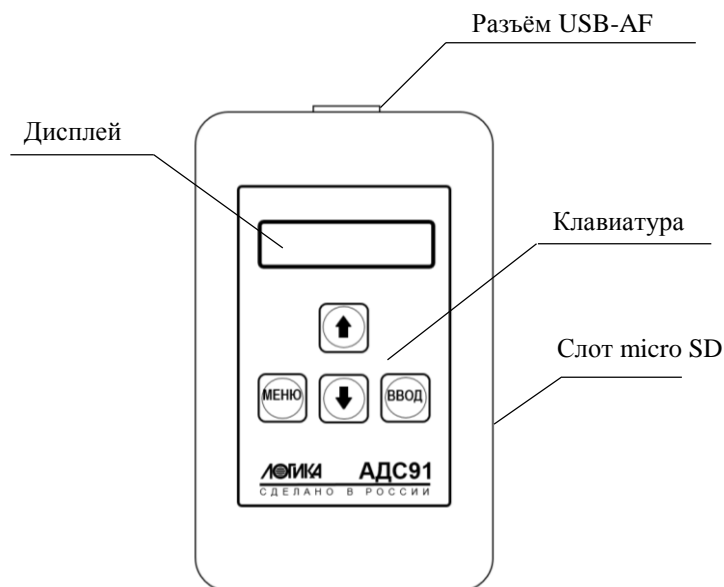 Разъём USB-AF
Дисплей
Клавиатура
Слот micro SD
МЕНЮ
ВВОД
ЛОГИКА АДС91
СДЕЛАНО В РОССИИ